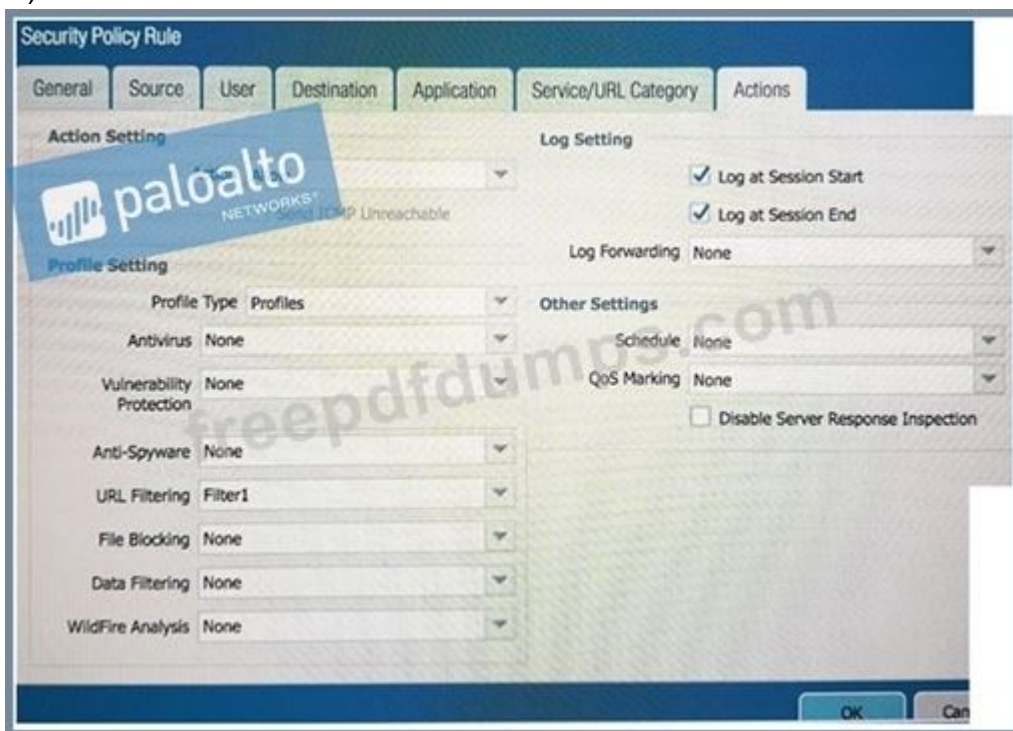 Security Policy Rule
General Source User Destination Application Service/URL Category Actions
Action Setting
Send ICMP Unreachable
Profile Setting
Profile Type Profiles
Antivirus None
Vulnerability Protection None
Anti-Spyware None
URL Filtering Filter1
File Blocking None
Data Filtering None
WildFire Analysis None
Log Setting
Log at Session Start
Log at Session End
Log Forwarding None
Other Settings
Schedule None
QoS Marking None
Disable Server Response Inspection
OK
paloalto
NETWORKS
freepdfdumps.com